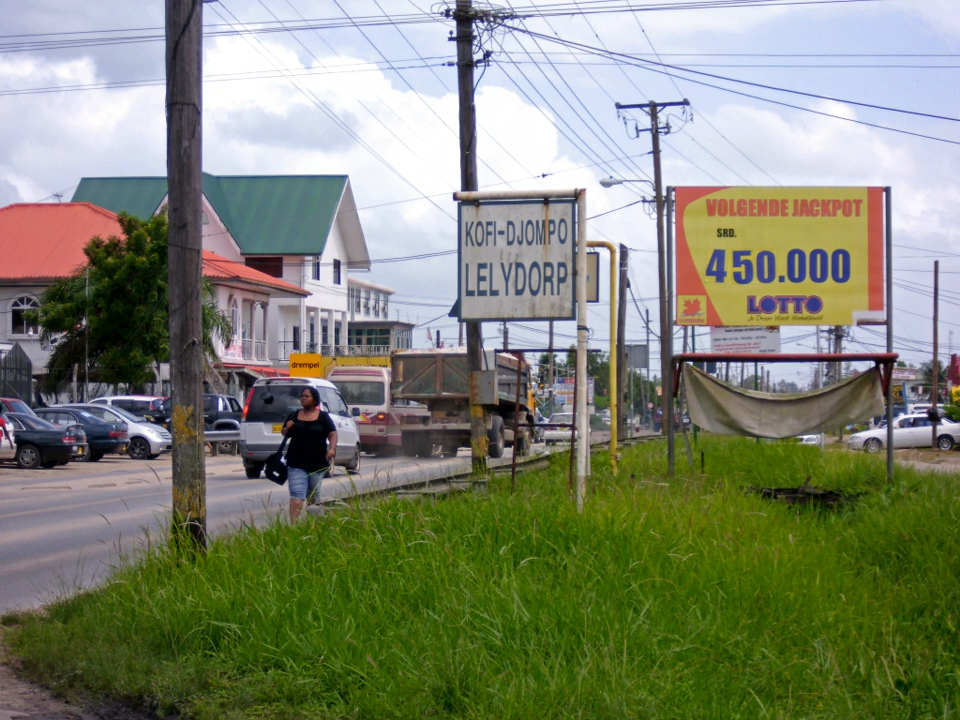 KOFI-DJOMPO
LELYDORP
VOLGENDE JACKPOT
SRD.
450.000
LOTTO
drempel